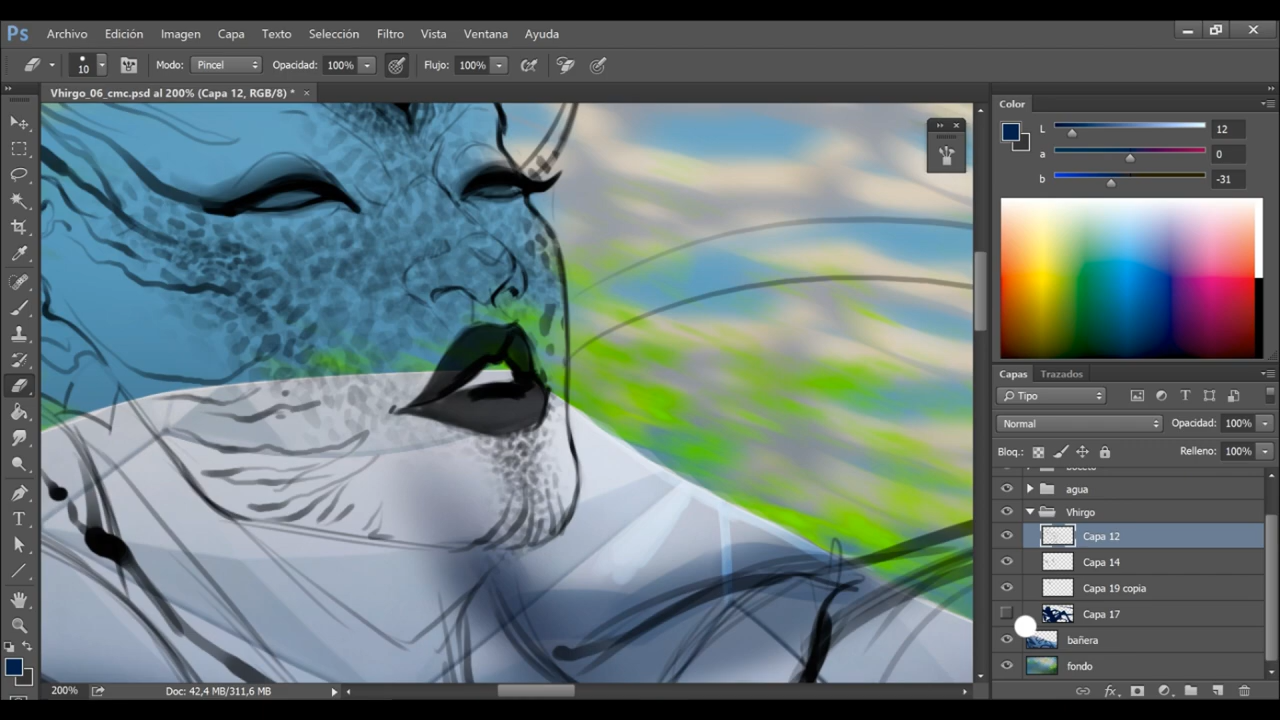 Ps Archivo Edición Imagen Capa Texto Selección Filtro Vista Ventana Ayuda
10 Modo: Pincel Opacidad: 100% Flujo: 100%
Vhirgo_06_cmc.psd al 200% (Capa 12, RGB/8) * ×
Color
L 12
a 0
b -31
Capas Trazados
Tipo
Normal Opacidad: 100%
Bloq.: Relleno: 100%
agua
Vhirgo
Capa 12
Capa 14
Capa 19 copia
Capa 17
bañera
fondo
200% Doc: 42,4 MB/311,6 MB
fx